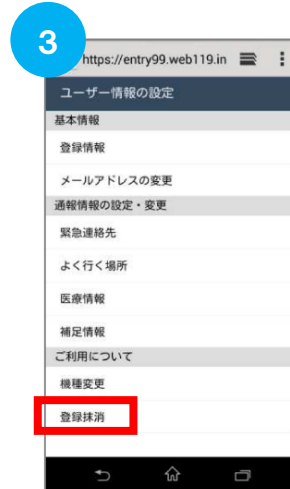 3
https://entry99.web119.in
ユーザー情報の設定
基本情報
登録情報
メールアドレスの変更
通報情報の設定・変更
緊急連絡先
よく行く場所
医療情報
補足情報
ご利用について
機種変更
登録抹消